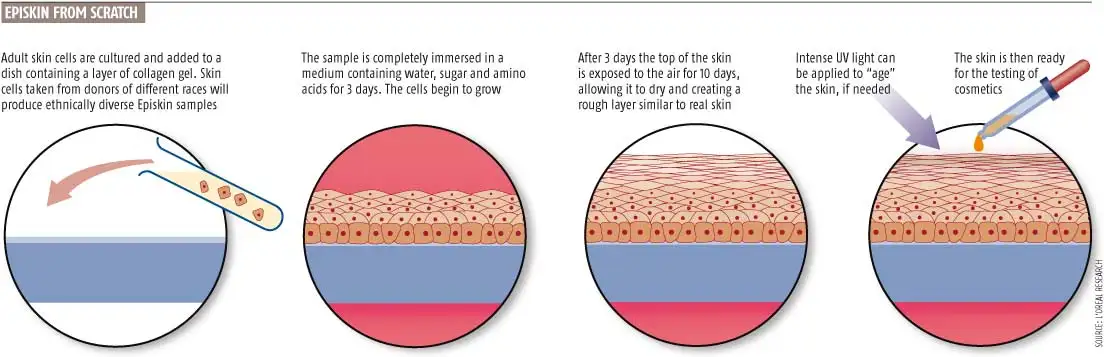 EPISKIN FROM SCRATCH
Adult skin cells are cultured and added to a
dish containing a layer of collagen gel. Skin
cells taken from donors of different races will
produce ethnically diverse Episkin samples
The sample is completely immersed in a
medium containing water, sugar and amino
acids for 3 days. The cells begin to grow
After 3 days the top of the skin
is exposed to the air for 10 days,
allowing it to dry and creating a
rough layer similar to real skin
Intense UV light can
be applied to “age”
the skin, if needed
The skin is then ready
for the testing of
cosmetics
SOURCE: L'OREAL RESEARCH